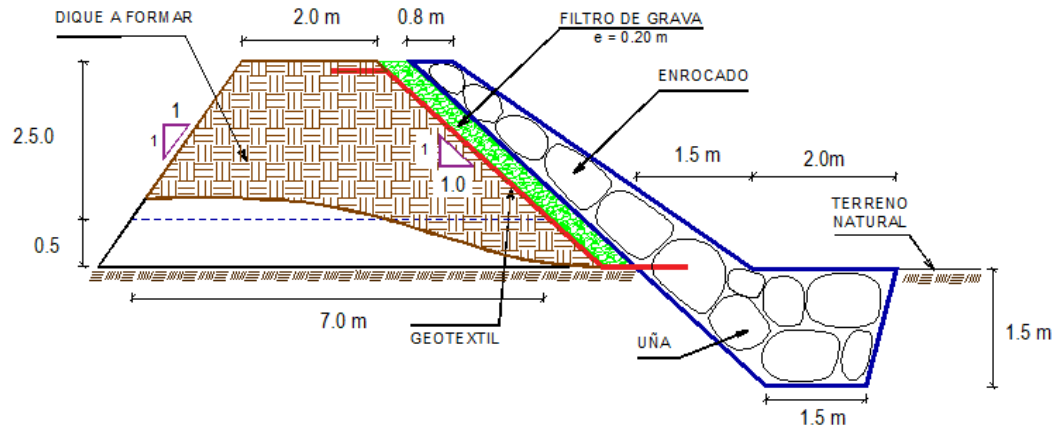 DIQUE A FORMAR
2.0 m
0.8 m
FILTRO DE GRAVA
e = 0.20 m
ENROCADO
1
1
2.5.0
1
1.0
1.5 m
2.0m
TERRENO
NATURAL
0.5
7.0 m
GEOTEXTIL
UÑA
1.5 m
1.5 m